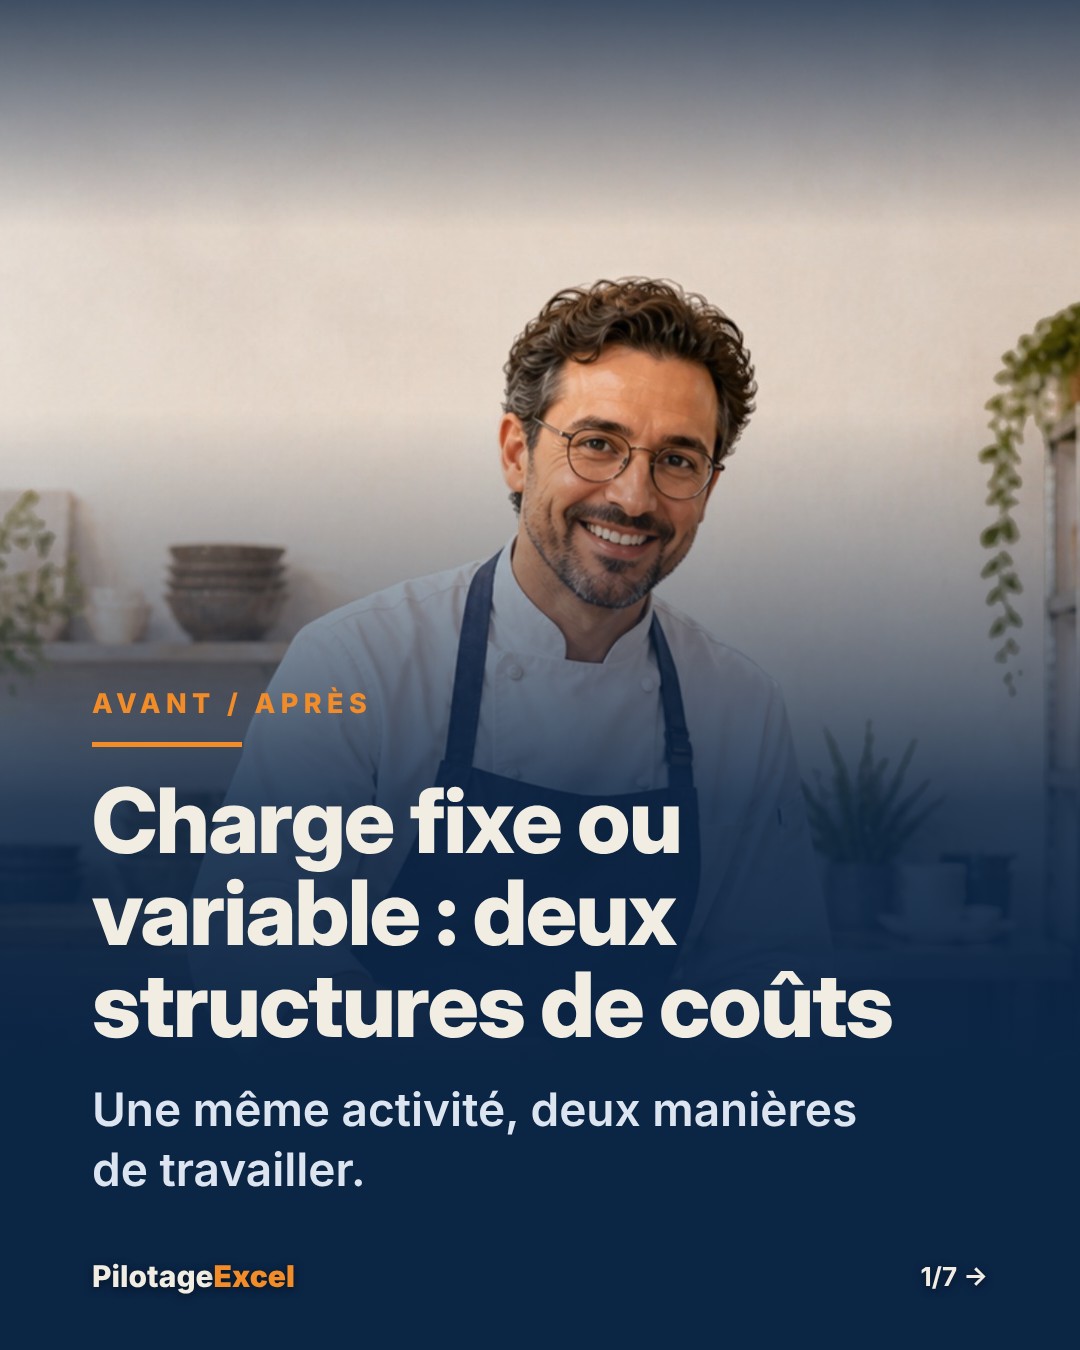 AVANT / APRÈS
Charge fixe ou
variable : deux
structures de coûts
Une même activité, deux manières
de travailler.
PilotageExcel
1/7 →